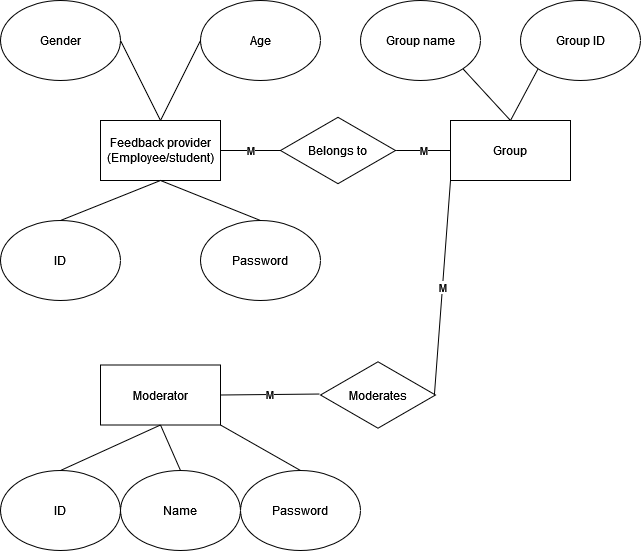 Gender
Age
Group name
Group ID
Feedback provider
(Employee/student)
M
Belongs to
M
Group
ID
Password
M
Moderator
M
Moderates
ID
Name
Password